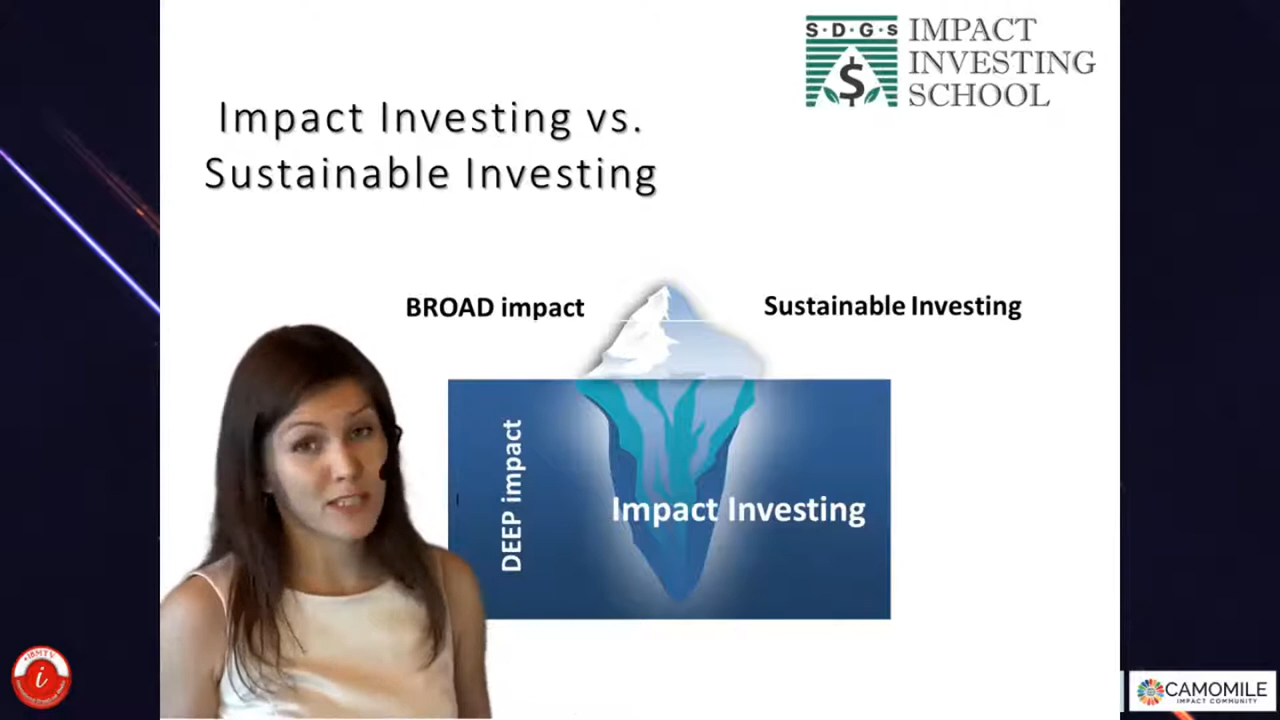 S·D·G·s
IMPACT
INVESTING
SCHOOL
$
Impact Investing vs.
Sustainable Investing
BROAD impact
Sustainable Investing
DEEP impact
Impact Investing
i
CAMOMILE
IMPACT COMMUNITY